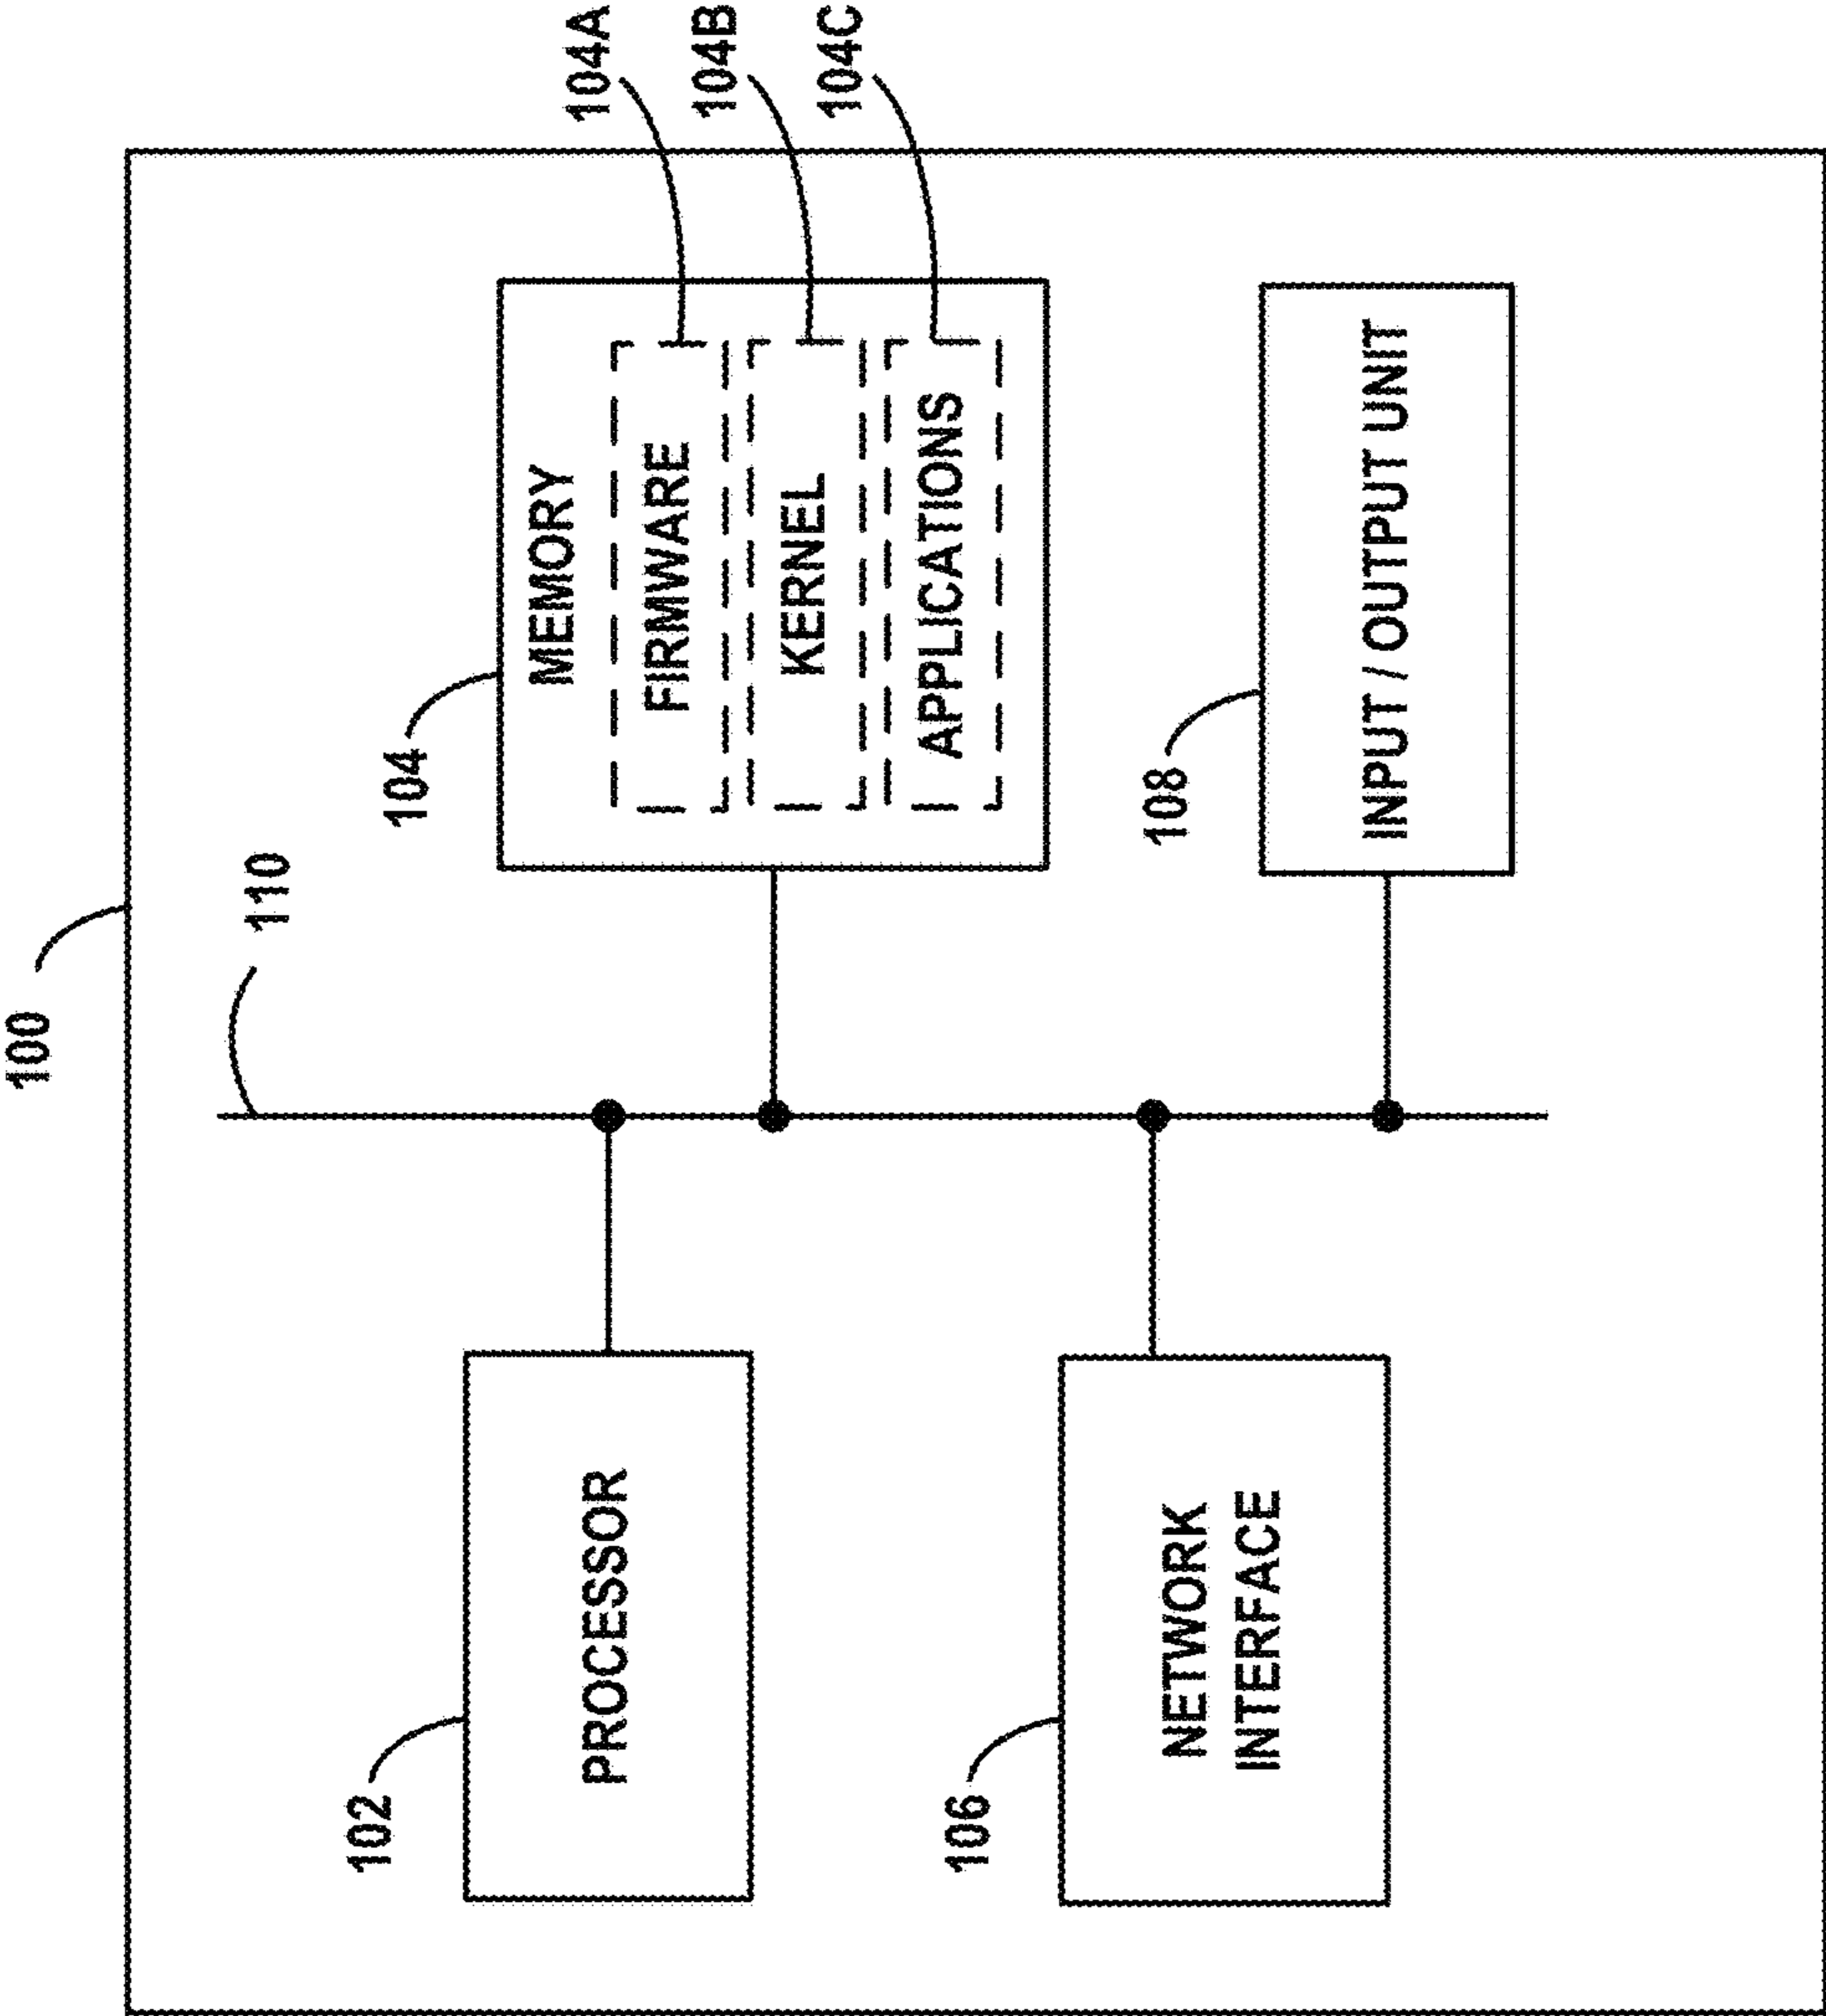 100
110
102
PROCESSOR
104
MEMORY
FIRMWARE
104A
KERNEL
104B
APPLICATIONS
104C
106
NETWORK
INTERFACE
108
INPUT / OUTPUT UNIT